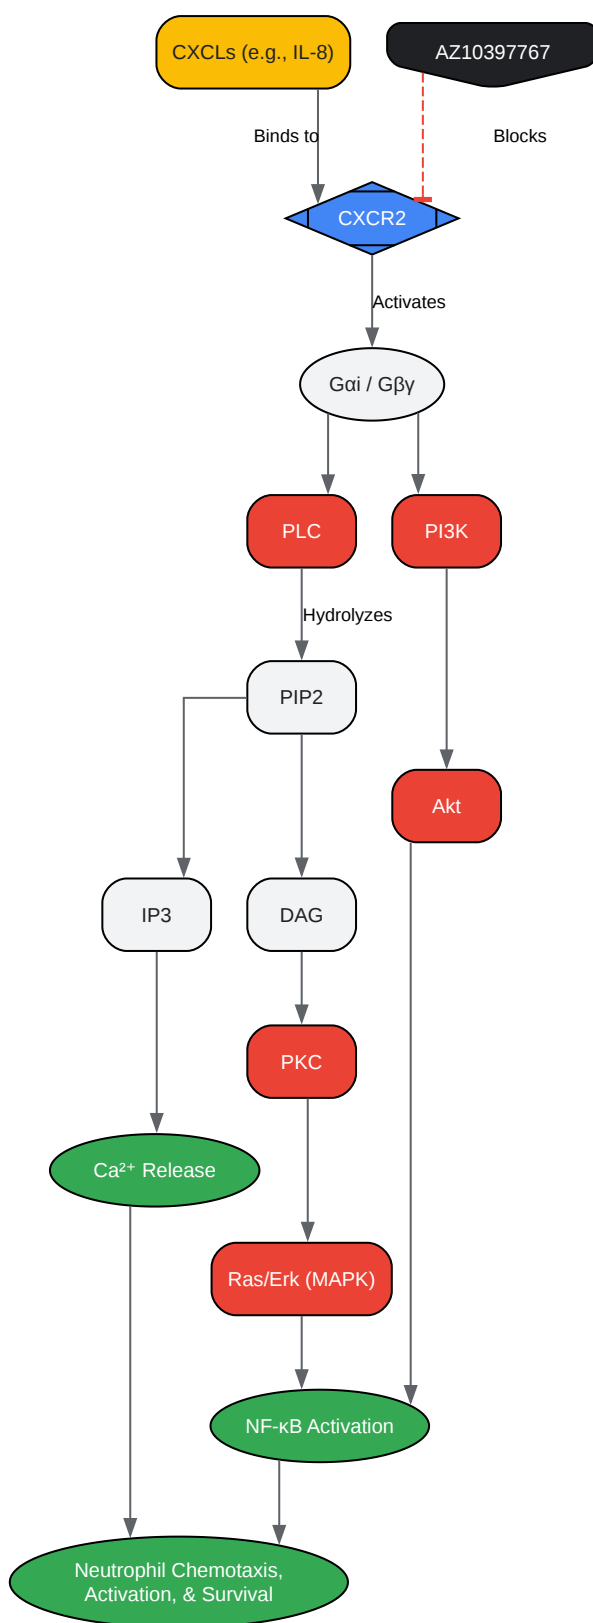 CXCLs (e.g., IL-8)
AZ10397767
Binds to
Blocks
CXCR2
Activates
Gαi / Gβγ
PLC
PI3K
Hydrolyzes
PIP2
Akt
IP3
DAG
PKC
Ca²⁺ Release
Ras/Erk (MAPK)
NF-κB Activation
Neutrophil Chemotaxis,
Activation, & Survival